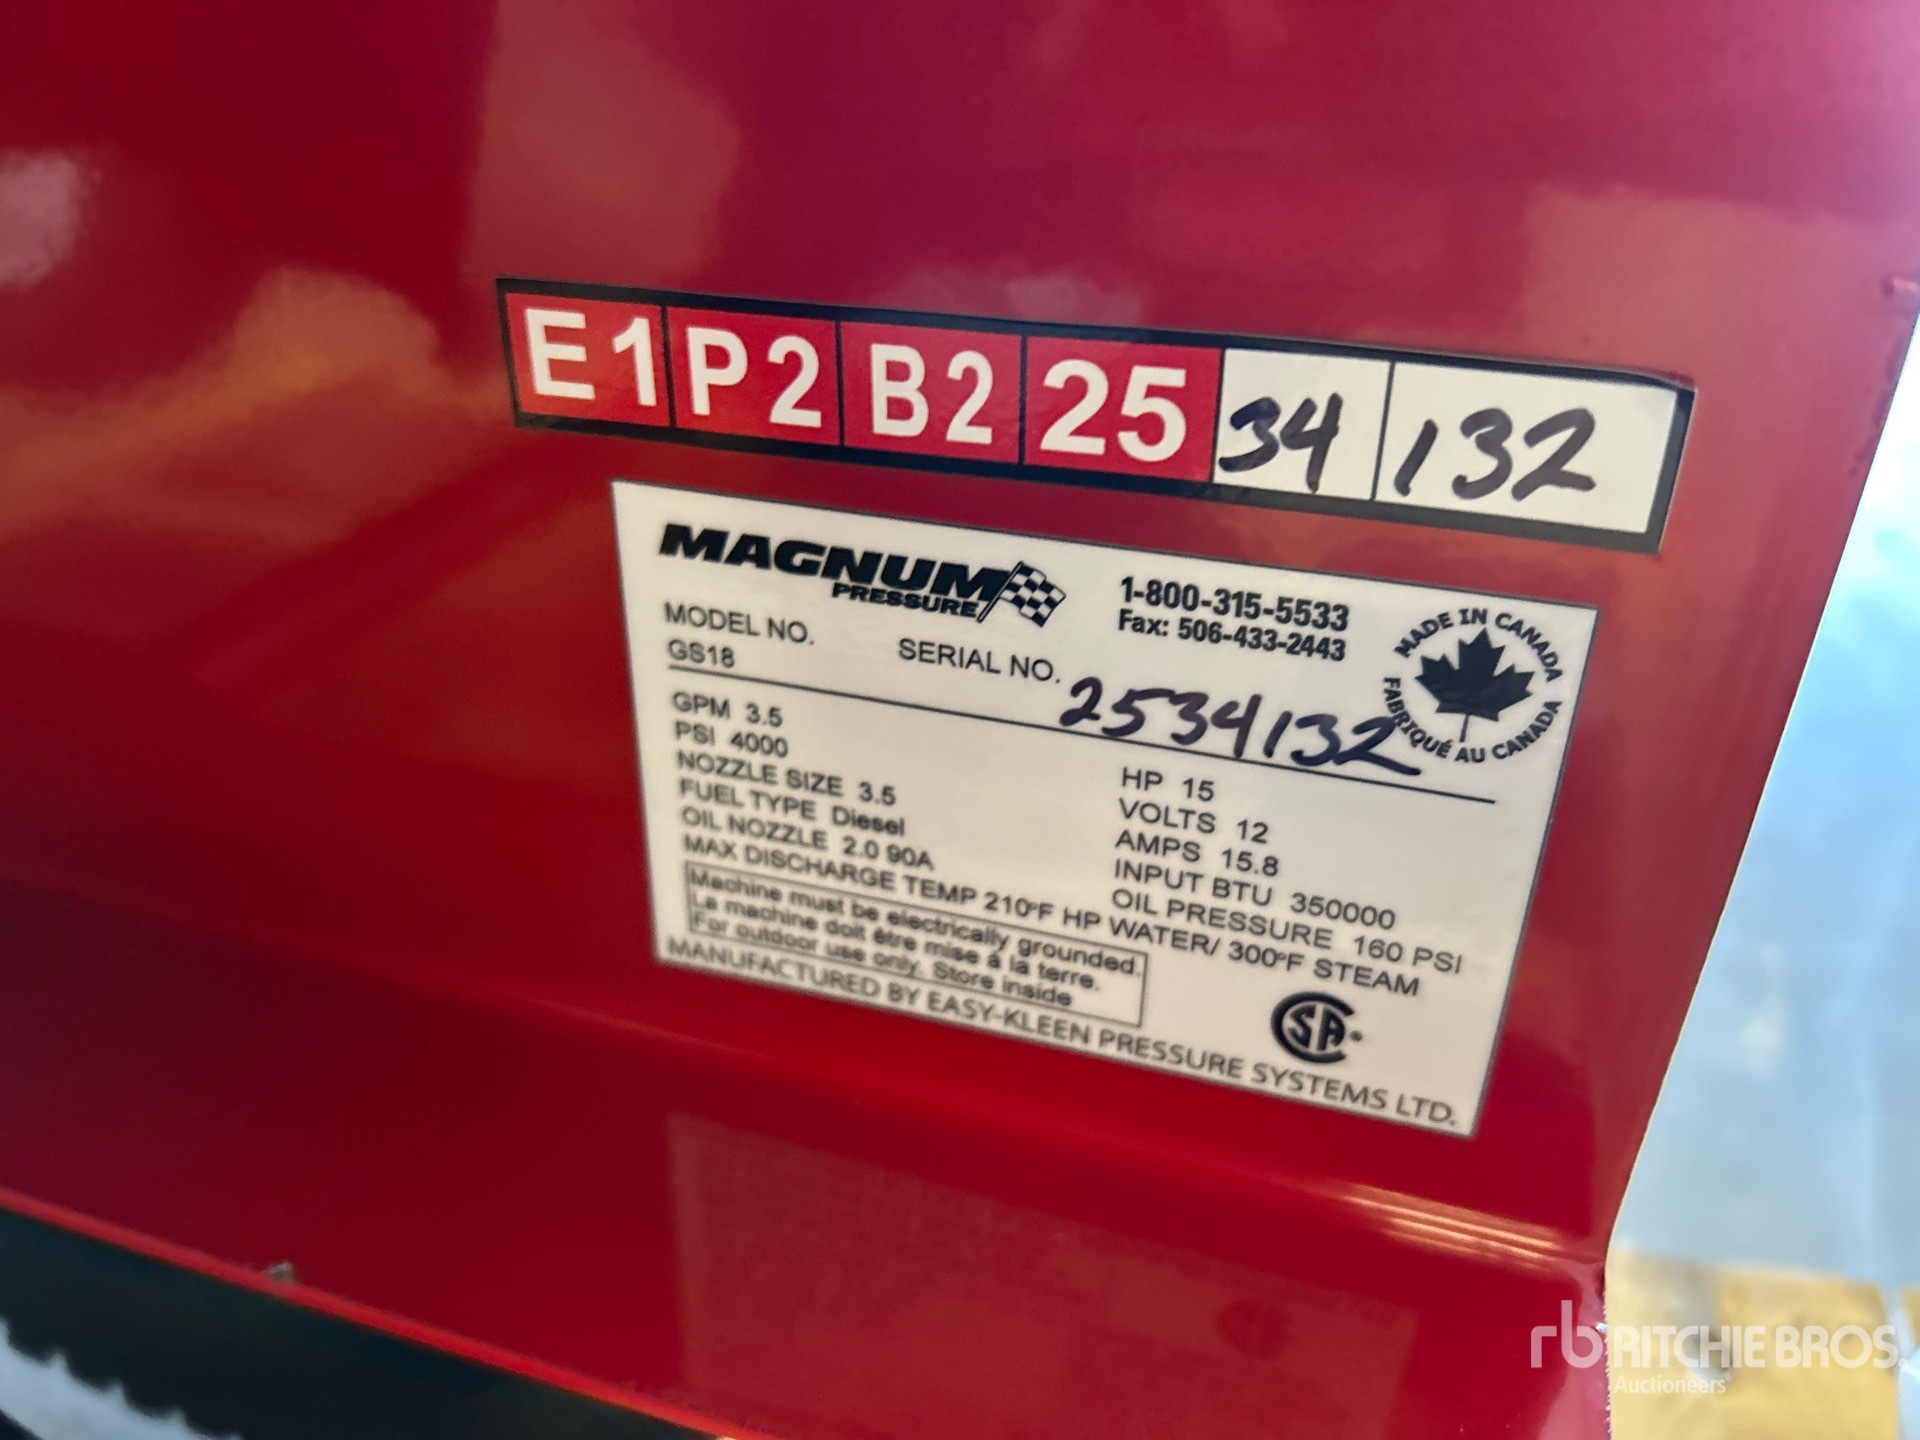 E1 P2 B2 25 34 132
MAGNUM
PRESSURE
1-800-315-5533
Fax: 506-433-2443
MADE IN CANADA
FABRIQUÉ AU CANADA
MODEL NO.
GS18
SERIAL NO. 2534132
GPM 3.5
PSI 4000
NOZZLE SIZE 3.5
FUEL TYPE Diesel
OIL NOZZLE 2.0 90A
HP 15
VOLTS 12
AMPS 15.8
INPUT BTU 350000
OIL PRESSURE 160 PSI
MAX DISCHARGE TEMP 210°F HP WATER/ 300°F STEAM
Machine must be electrically grounded.
La machine doit être mise à la terre.
For outdoor use only. Store inside
CSA
MANUFACTURED BY EASY-KLEEN PRESSURE SYSTEMS LTD.
rb RITCHIE BROS.
Auctioneers